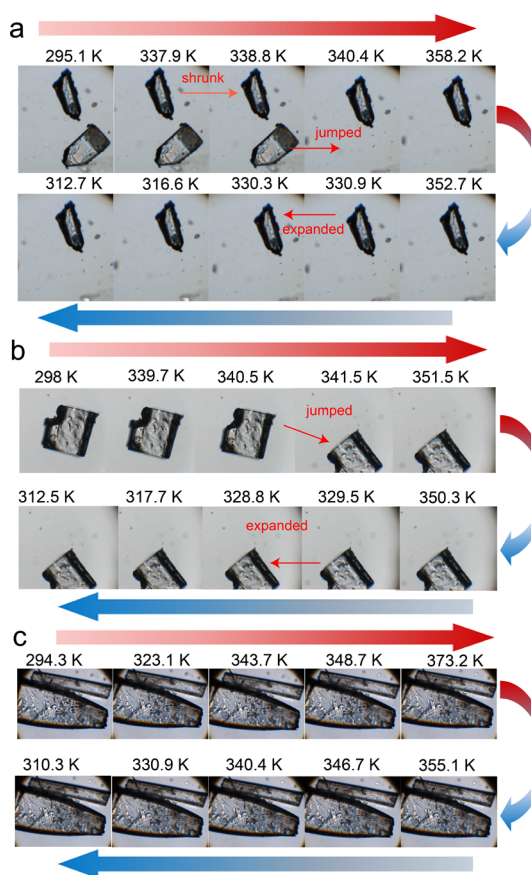 a
295.1 K 337.9 K 338.8 K 340.4 K 358.2 K
shrunk
jumped
312.7 K 316.6 K 330.3 K 330.9 K 352.7 K
expanded
b
298 K 339.7 K 340.5 K 341.5 K 351.5 K
jumped
312.5 K 317.7 K 328.8 K 329.5 K 350.3 K
expanded
c
294.3 K 323.1 K 343.7 K 348.7 K 373.2 K
310.3 K 330.9 K 340.4 K 346.7 K 355.1 K